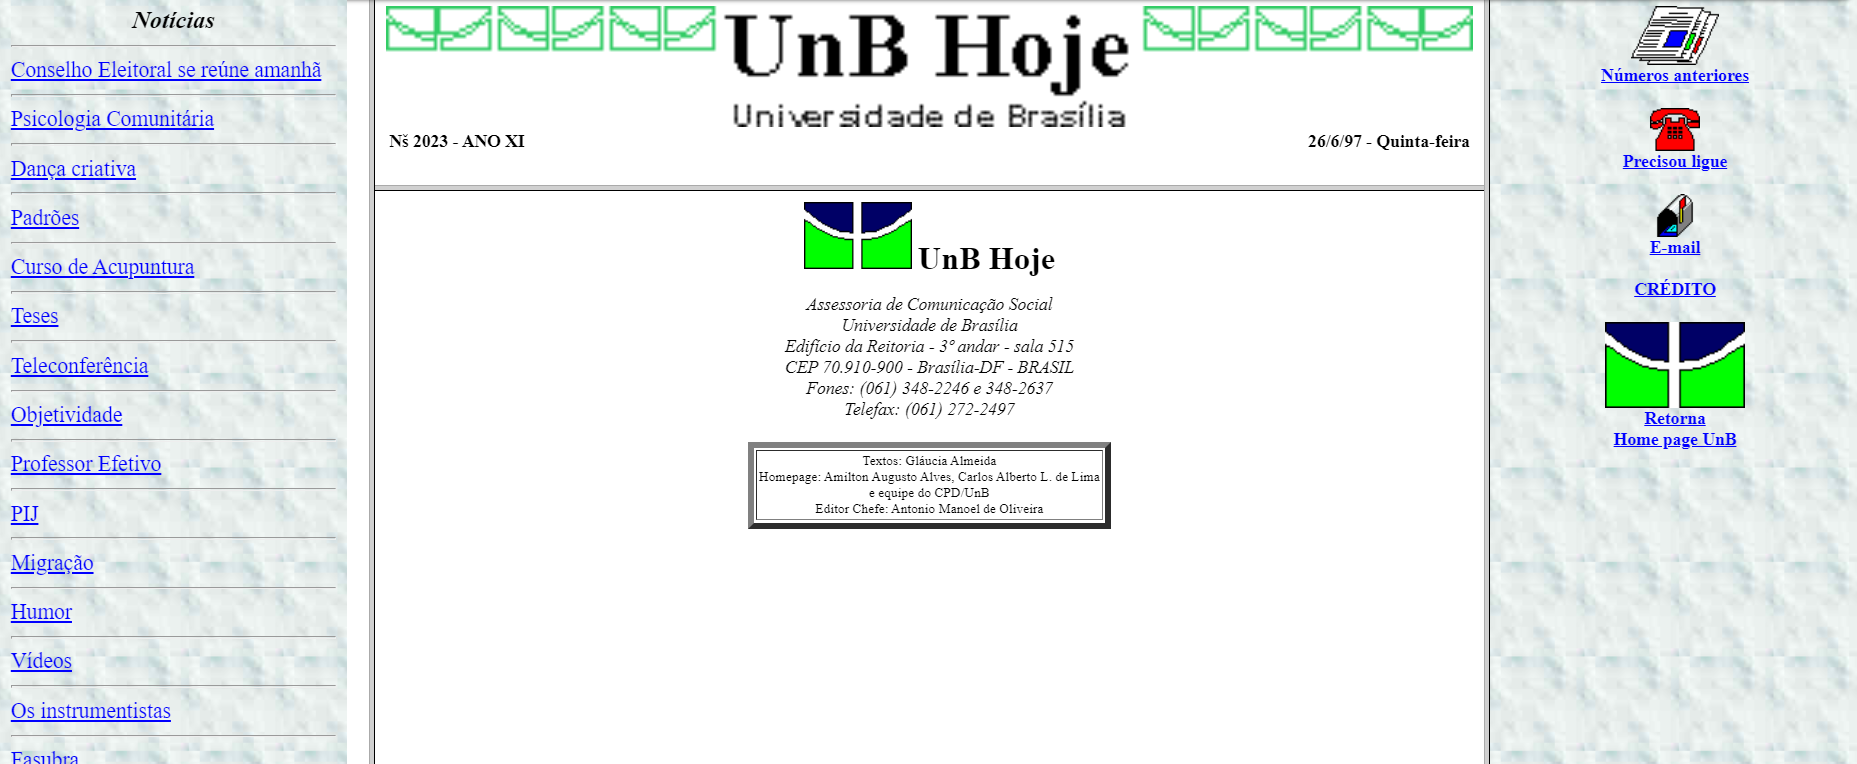 Notícias
Conselho Eleitoral se reúne amanhã
Psicologia Comunitária
Dança criativa
Padrões
Curso de Acupuntura
Teses
Teleconferência
Objetividade
Professor Efetivo
PIJ
Migração
Humor
Vídeos
Os instrumentistas
Fasubra
UnB Hoje
Universidade de Brasília
Nš 2023 - ANO XI
26/6/97 - Quinta-feira
UnB Hoje
Assessoria de Comunicação Social
Universidade de Brasília
Edifício da Reitoria - 3º andar - sala 515
CEP 70.910-900 - Brasília-DF - BRASIL
Fones: (061) 348-2246 e 348-2637
Telefax: (061) 272-2497
Textos: Gláucia Almeida
Homepage: Amilton Augusto Alves, Carlos Alberto L. de Lima
e equipe do CPD/UnB
Editor Chefe: Antonio Manoel de Oliveira
Números anteriores
Precisou ligue
E-mail
CRÉDITO
Retorna
Home page UnB